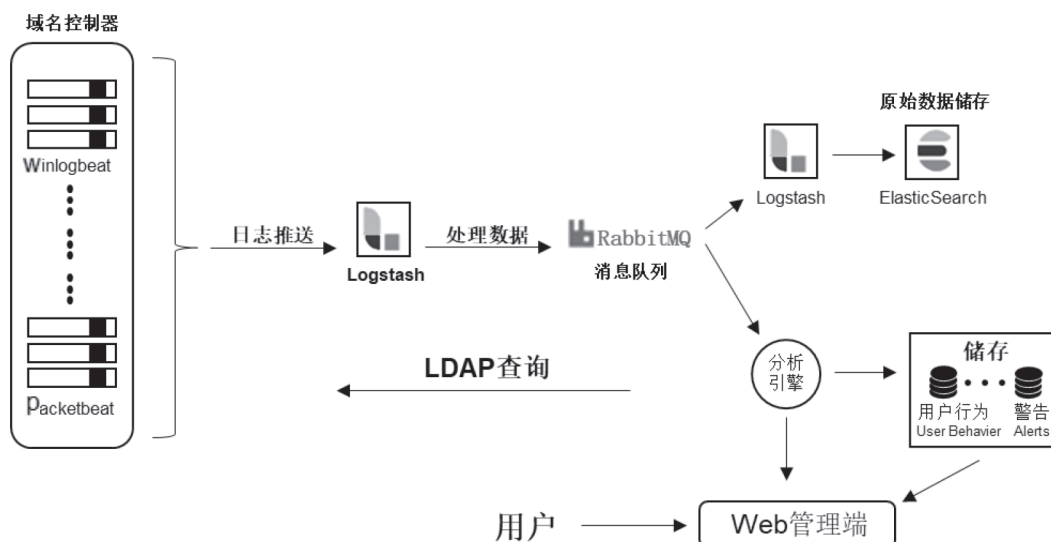 域名控制器
Winlogbeat
Packetbeat
日志推送
Logstash
处理数据
RabbitMQ
消息队列
原始数据储存
Logstash
ElasticSearch
LDAP查询
分析
引擎
储存
用户行为
User Behavier
警告
Alerts
用户
Web管理端